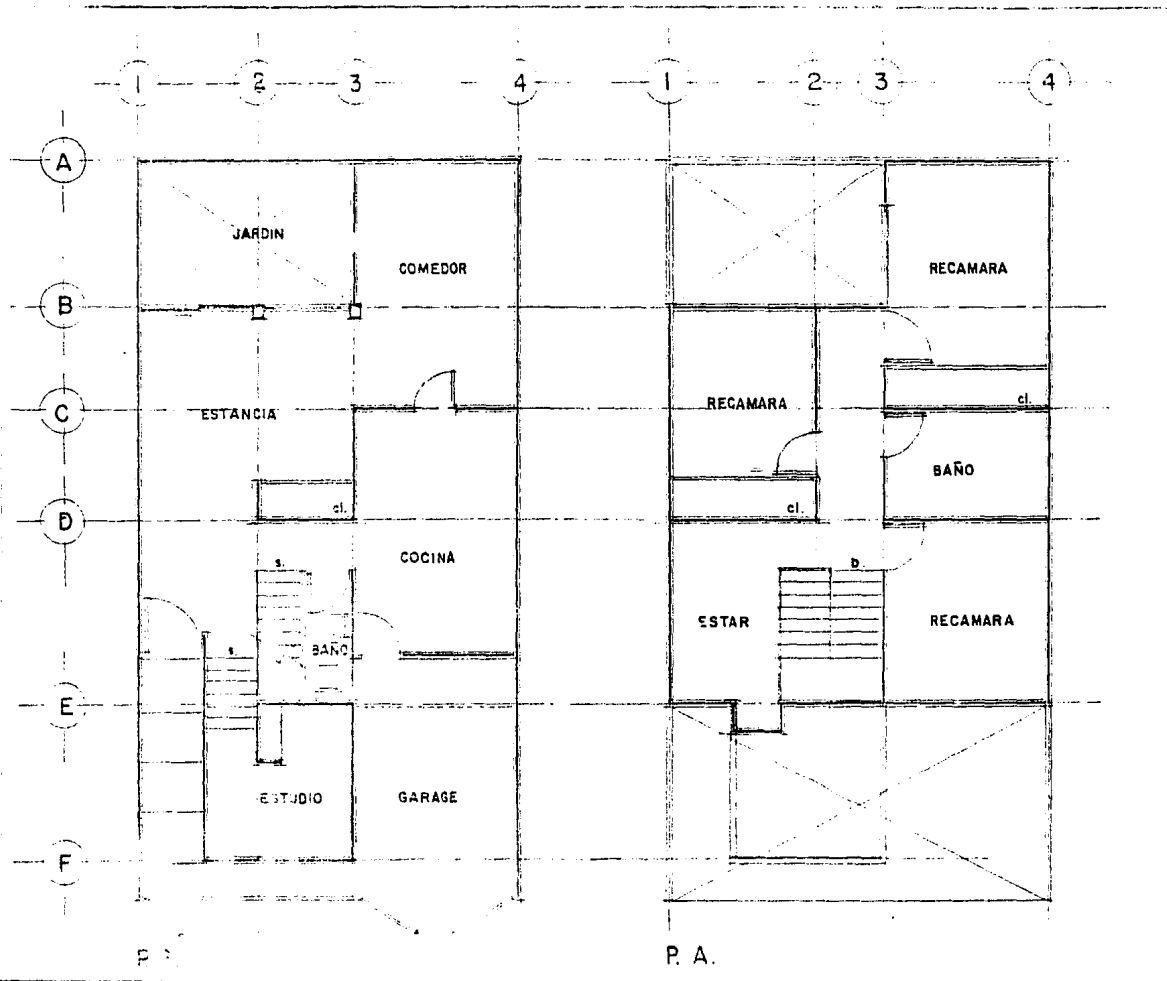 1 2 3 4 1 2 3 4
A
JARDIN
COMEDOR
RECAMARA
B
C
ESTANCIA
RECAMARA
cl.
BAÑO
cl.
cl.
D
COCINA
s.
b.
BAÑO
s.
ESTAR
RECAMARA
E
ESTUDIO
GARAGE
F
P. A.